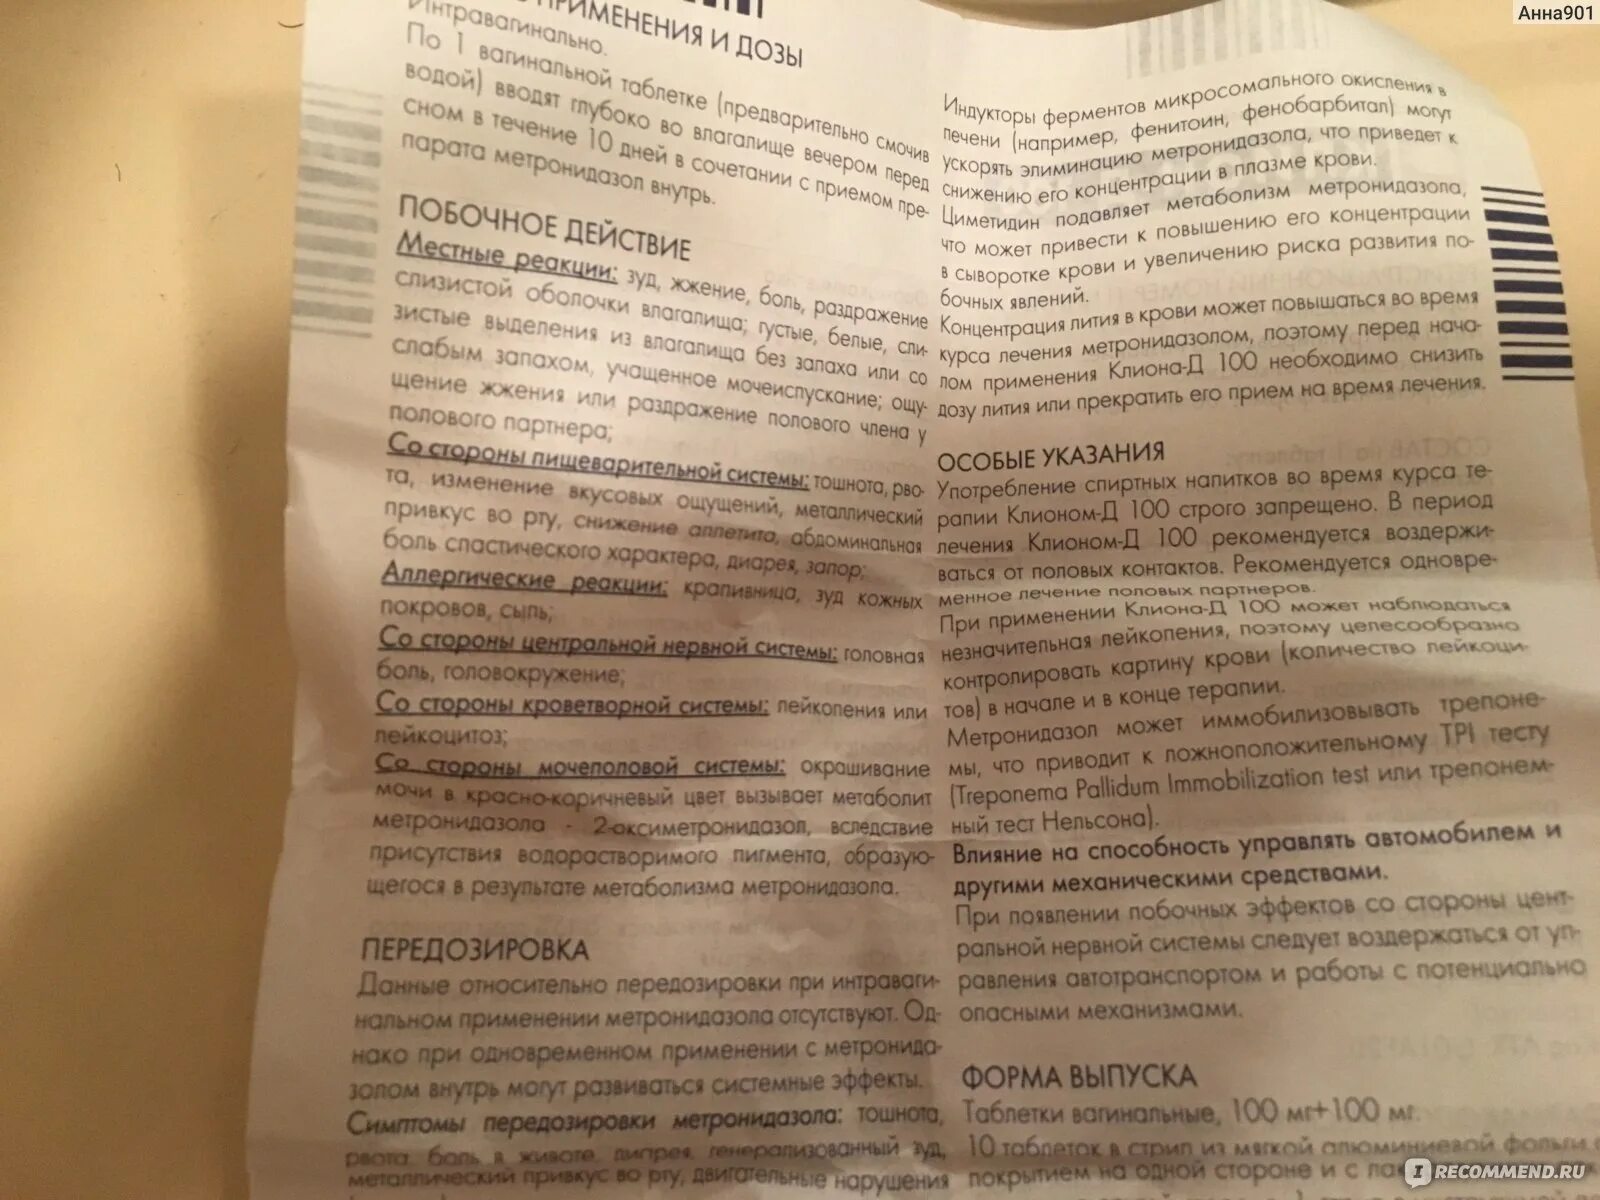 Анна901
ПРИМЕНЕНИЯ И ДОЗЫ
Интравагинально.
По 1 вагинальной таблетке (предварительно смочив
водой) вводят глубоко во влагалище вечером перед
сном в течение 10 дней в сочетании с приемом пре-
парата метронидазол внутрь.
ПОБОЧНОЕ ДЕЙСТВИЕ
Местные реакции: зуд, жжение, боль, раздражение
слизистой оболочки влагалища; густые, белые, сли-
зистые выделения из влагалища без запаха или со
слабым запахом, учащенное мочеиспускание; ощу-
щение жжения или раздражение полового члена у
полового партнера;
Со стороны пищеварительной системы: тошнота, рво-
та, изменение вкусовых ощущений, металлический
привкус во рту, снижение аппетита, абдоминальная
боль спастического характера, диарея, запор;
Аллергические реакции: крапивница, зуд кожных
покровов, сыпь;
Со стороны центральной нервной системы: головная
боль, головокружение;
Со стороны кроветворной системы: лейкопения или
лейкоцитоз;
Со стороны мочеполовой системы: окрашивание
мочи в красно-коричневый цвет вызывает метаболит
метронидазола - 2-оксиметронидазол, вследствие
присутствия водорастворимого пигмента, образую-
щегося в результате метаболизма метронидазола.
ПЕРЕДОЗИРОВКА
Данные относительно передозировки при интраваги-
нальном применении метронидазола отсутствуют. Од-
нако при одновременном применении с метронида-
золом внутрь могут развиваться системные эффекты.
Симптомы передозировки метронидазола: тошнота,
рвота, боль в животе, диарея, генерализованный зуд,
металлический привкус во рту, двигательные нарушения
Индукторы ферментов микросомального окисления в
печени (например, фенитоин, фенобарбитал) могут
ускорять элиминацию метронидазола, что приведет к
снижению его концентрации в плазме крови.
Циметидин подавляет метаболизм метронидазола,
что может привести к повышению его концентрации
в сыворотке крови и увеличению риска развития по-
бочных явлений.
Концентрация лития в крови может повышаться во время
курса лечения метронидазолом, поэтому перед нача-
лом применения Клиона-Д 100 необходимо снизить
дозу лития или прекратить его прием на время лечения.
ОСОБЫЕ УКАЗАНИЯ
Употребление спиртных напитков во время курса те-
рапии Клионом-Д 100 строго запрещено. В период
лечения Клионом-Д 100 рекомендуется воздержи-
ваться от половых контактов. Рекомендуется одновре-
менное лечение половых партнеров.
При применении Клиона-Д 100 может наблюдаться
незначительная лейкопения, поэтому целесообразно
контролировать картину крови (количество лейкоци-
тов) в начале и в конце терапии.
Метронидазол может иммобилизовывать трепоне-
мы, что приводит к ложноположительному TPI тесту
(Treponema Pallidum Immobilization test или трепонем-
ный тест Нельсона).
Влияние на способность управлять автомобилем и
другими механическими средствами.
При появлении побочных эффектов со стороны цент-
ральной нервной системы следует воздержаться от уп-
равления автотранспортом и работы с потенциально
опасными механизмами.
ФОРМА ВЫПУСКА
Таблетки вагинальные, 100 мг+100 мг.
10 таблеток в стрип из мягкой алюминиевой фольги с
покрытием на одной стороне и с
IRECOMMEND.RU